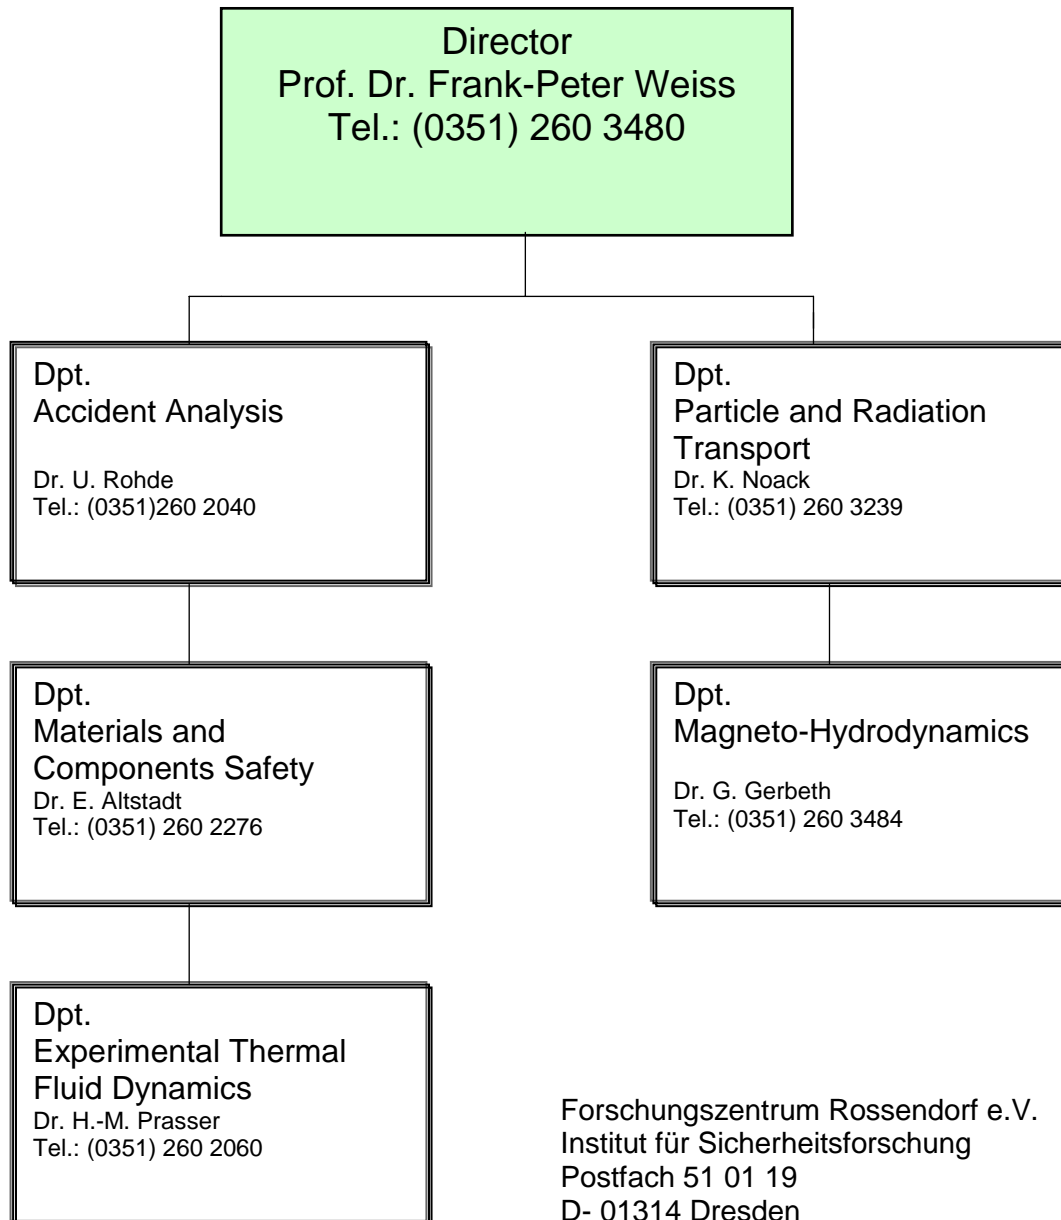 Director
Prof. Dr. Frank-Peter Weiss
Tel.: (0351) 260 3480
Dpt.
Accident Analysis
Dr. U. Rohde
Tel.: (0351)260 2040
Dpt.
Particle and Radiation
Transport
Dr. K. Noack
Tel.: (0351) 260 3239
Dpt.
Materials and
Components Safety
Dr. E. Altstadt
Tel.: (0351) 260 2276
Dpt.
Magneto-Hydrodynamics
Dr. G. Gerbeth
Tel.: (0351) 260 3484
Dpt.
Experimental Thermal
Fluid Dynamics
Dr. H.-M. Prasser
Tel.: (0351) 260 2060
Forschungszentrum Rossendorf e.V.
Institut für Sicherheitsforschung
Postfach 51 01 19
D- 01314 Dresden